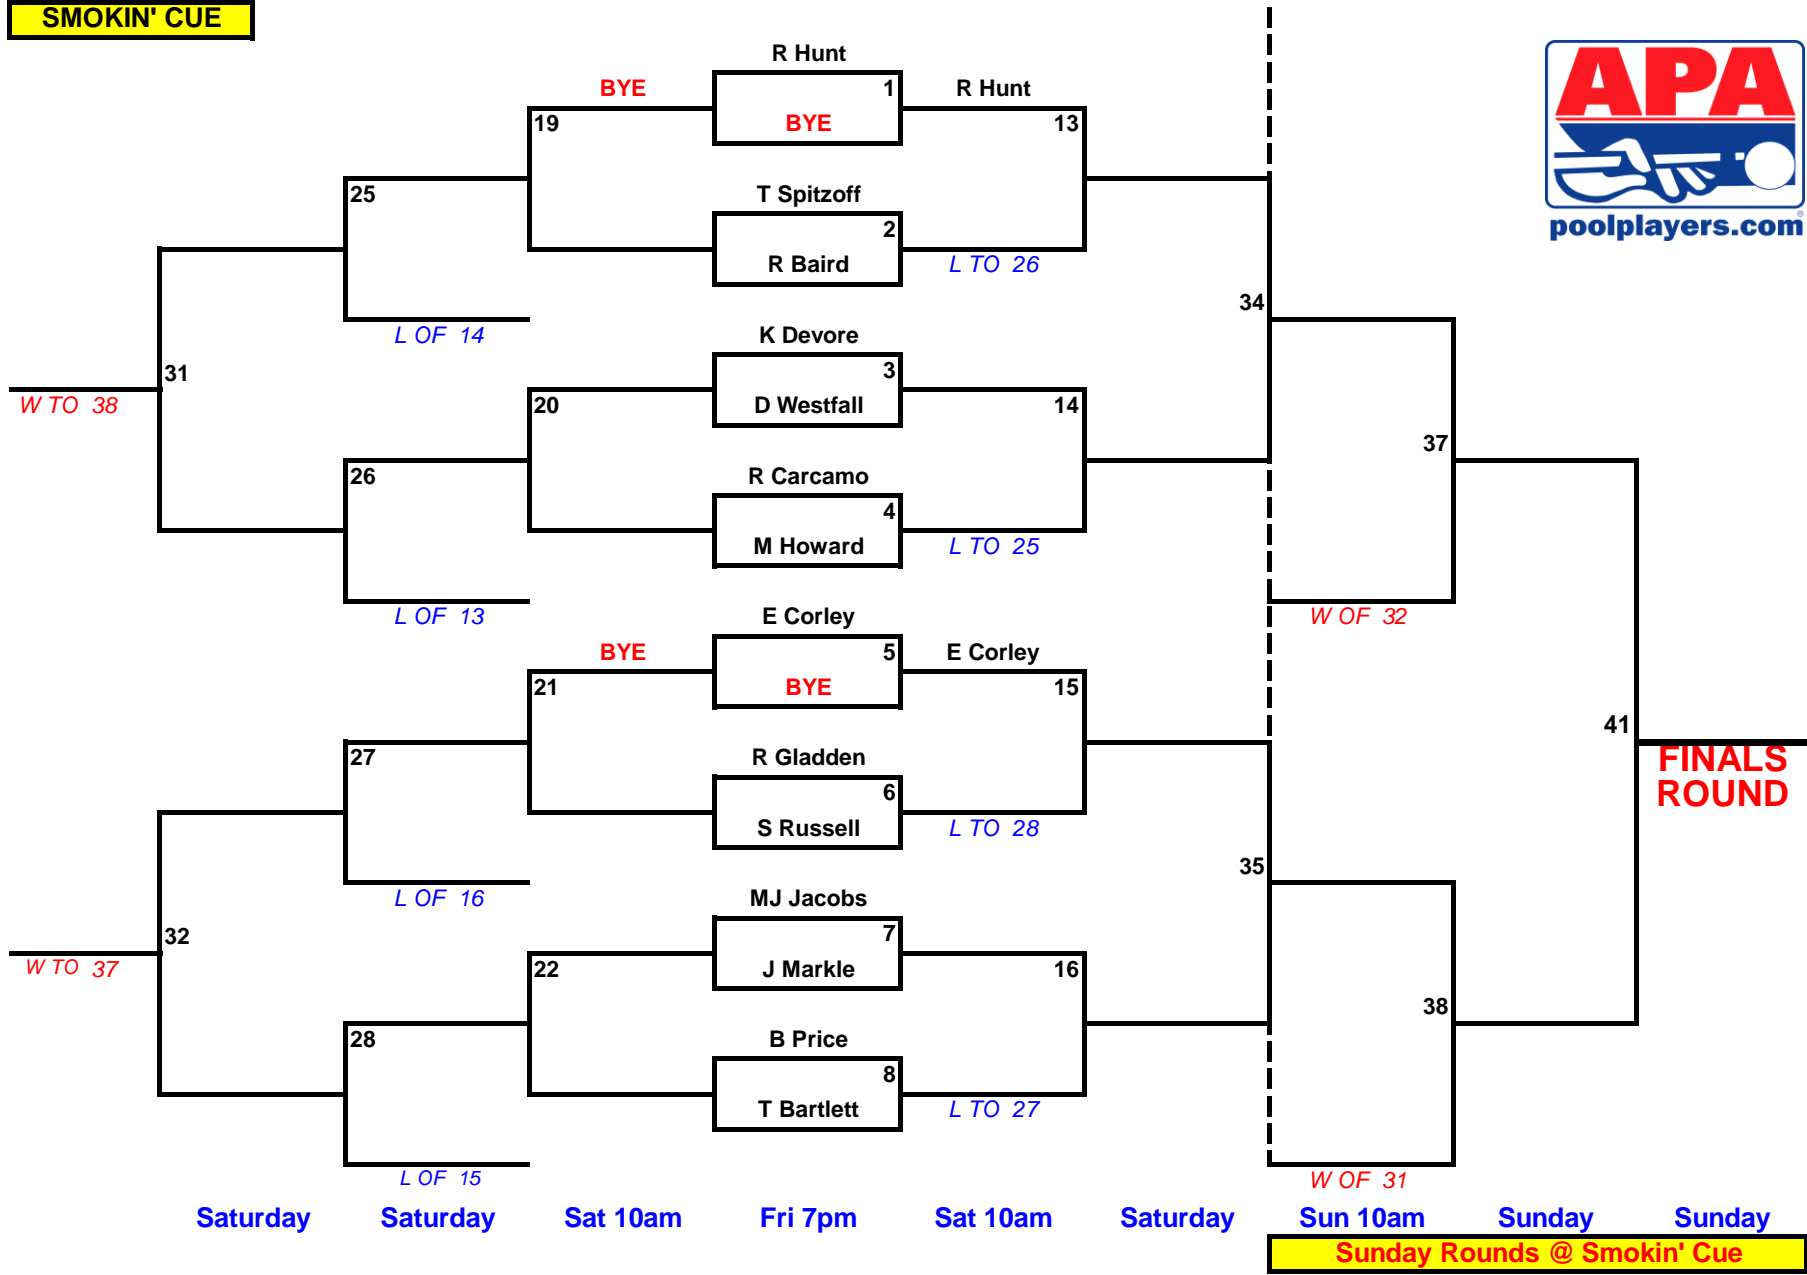 SMOKIN' CUE
R Hunt
BYE
1
R Hunt
19
BYE
13
APA
poolplayers.com
®
25
T Spitzoff
2
R Baird
L TO 26
34
L OF 14
K Devore
31
3
W TO 38
20
D Westfall
14
37
26
R Carcamo
4
M Howard
L TO 25
L OF 13
E Corley
W OF 32
BYE
5
E Corley
21
BYE
15
41
27
R Gladden
FINALS
ROUND
6
S Russell
L TO 28
35
L OF 16
MJ Jacobs
32
7
W TO 37
22
J Markle
16
38
28
B Price
8
T Bartlett
L TO 27
L OF 15
W OF 31
Saturday
Saturday
Sat 10am
Fri 7pm
Sat 10am
Saturday
Sun 10am
Sunday
Sunday
Sunday Rounds @ Smokin' Cue